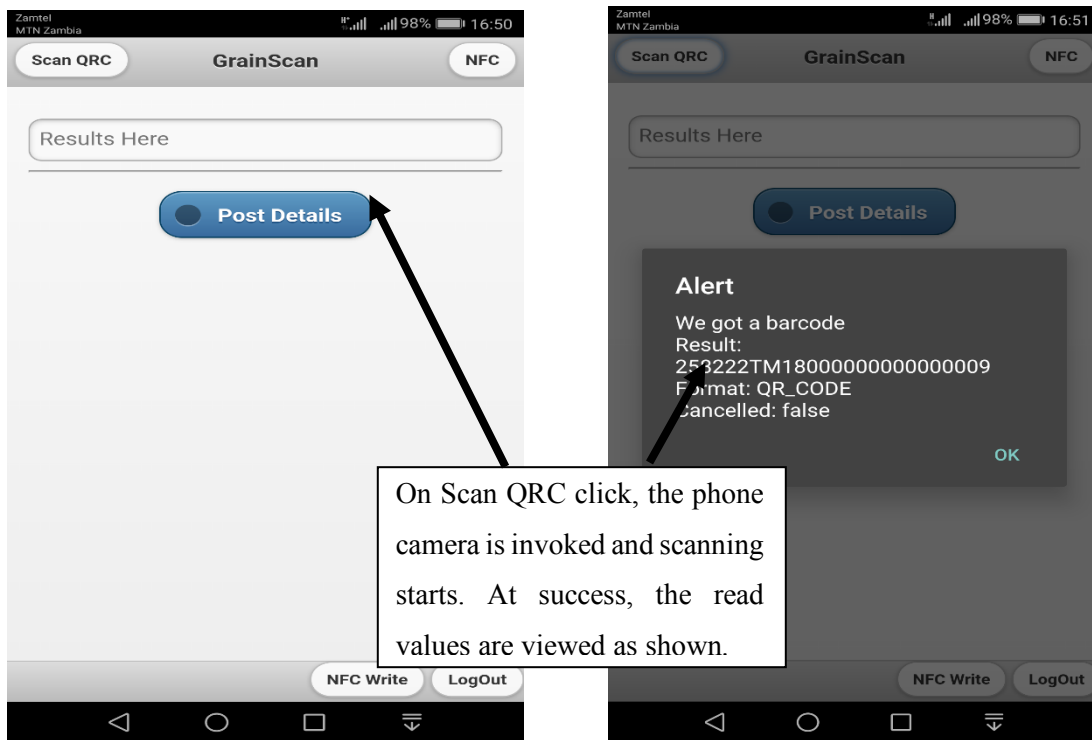 Zamtel
MTN Zambia
98% 16:50
Scan QRC GrainScan NFC
Results Here
Post Details
NFC Write LogOut
Zamtel
MTN Zambia
98% 16:51
Scan QRC GrainScan NFC
Results Here
Post Details
Alert
We got a barcode
Result:
258222TM18000000000000009
Format: QR_CODE
Cancelled: false
OK
NFC Write LogOut
On Scan QRC click, the phone
camera is invoked and scanning
starts. At success, the read
values are viewed as shown.